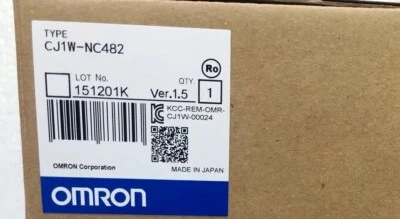 TYPE
CJ1W-NC482
Ro
LOT No.
QTY
151201K
Ver.1.5
1
KCC-REM-OMR-
CJ1W-00024
OMRON Corporation
MADE IN JAPAN
OMRON